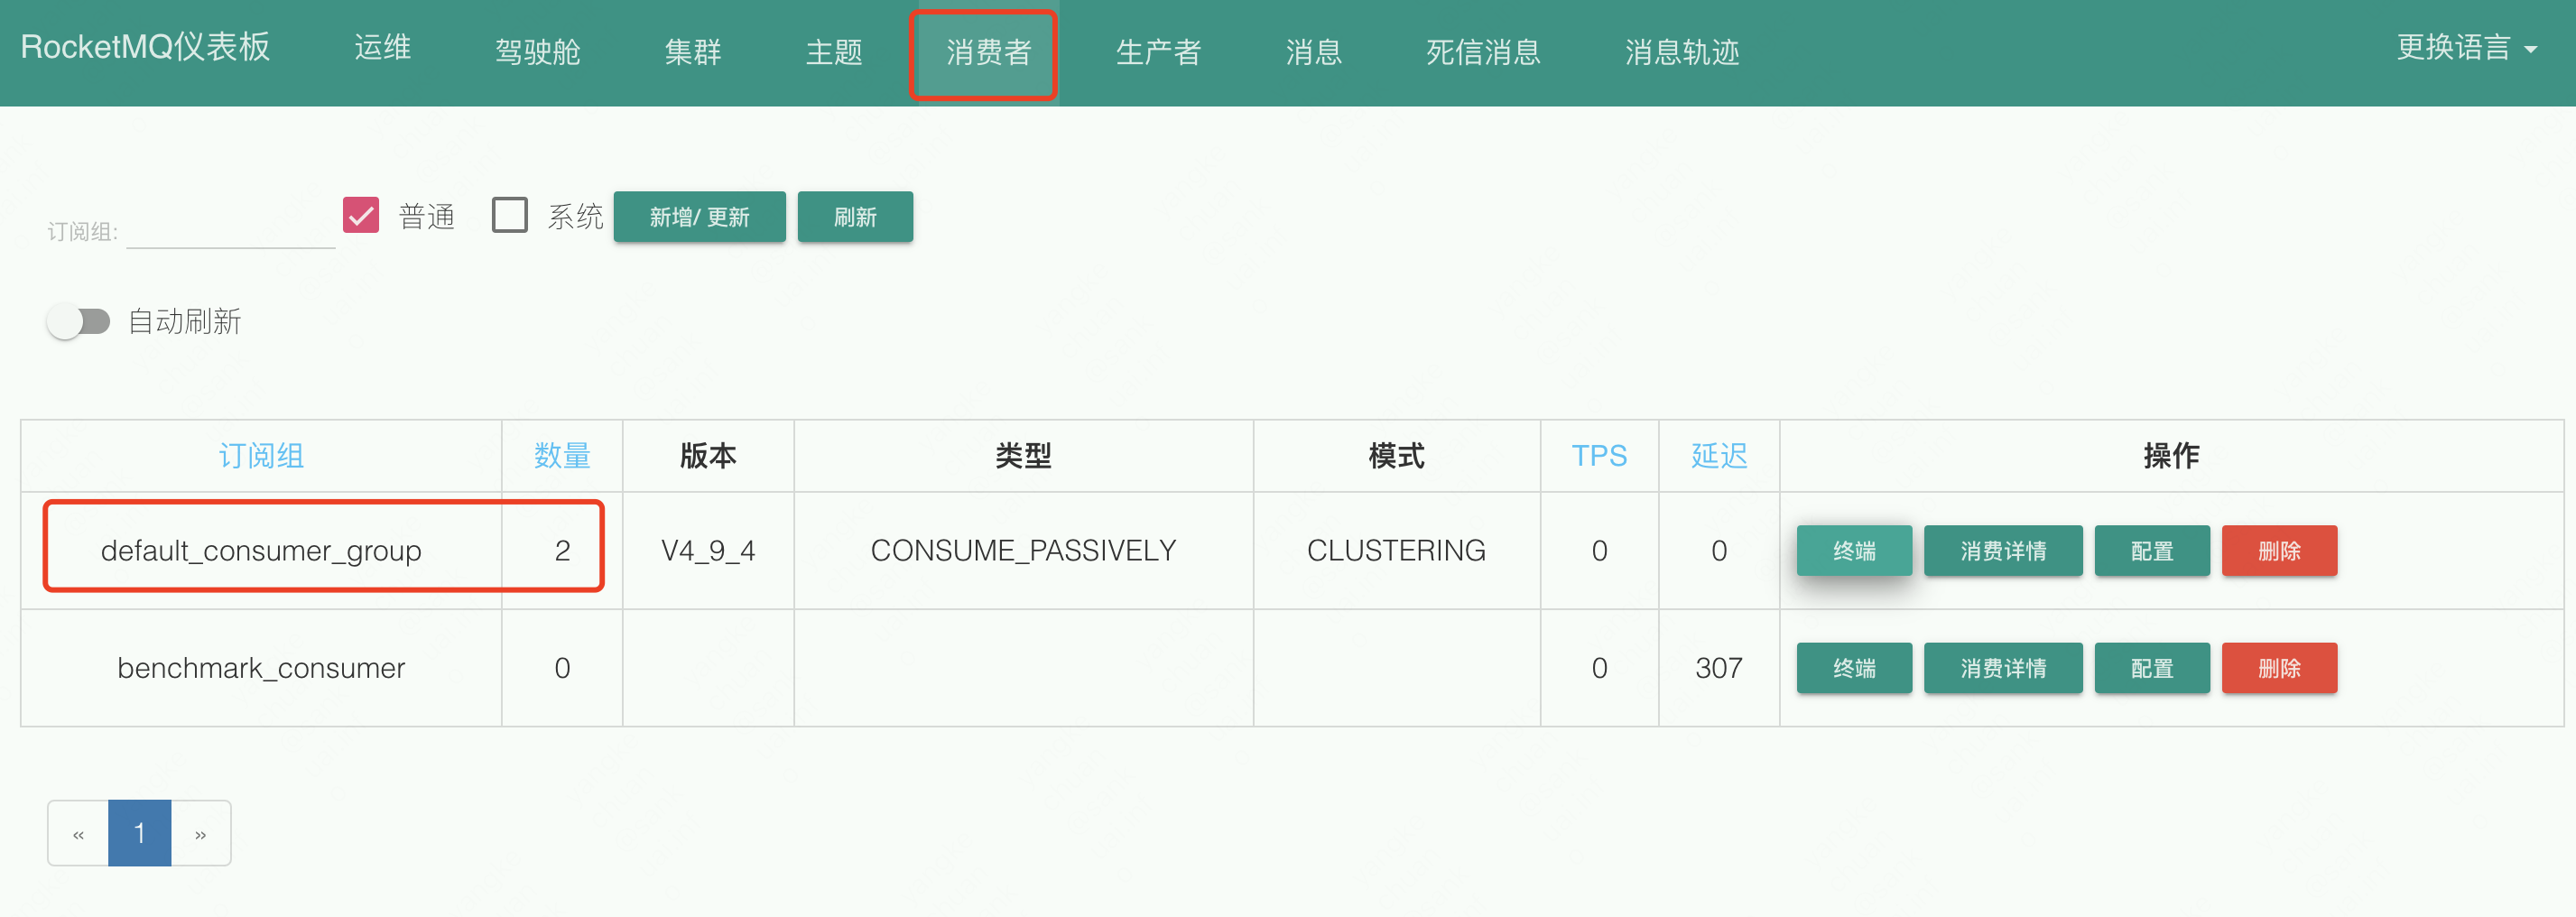 RocketMQ仪表板 运维 驾驶舱 集群 主题 消费者 生产者 消息 死信消息 消息轨迹 更换语言
订阅组: 普通 系统 新增/ 更新 刷新
自动刷新
订阅组 数量 版本 类型 模式 TPS 延迟 操作
default_consumer_group 2 V4_9_4 CONSUME_PASSIVELY CLUSTERING 0 0 终端 消费详情 配置 删除
benchmark_consumer 0 0 307 终端 消费详情 配置 删除
« 1 »